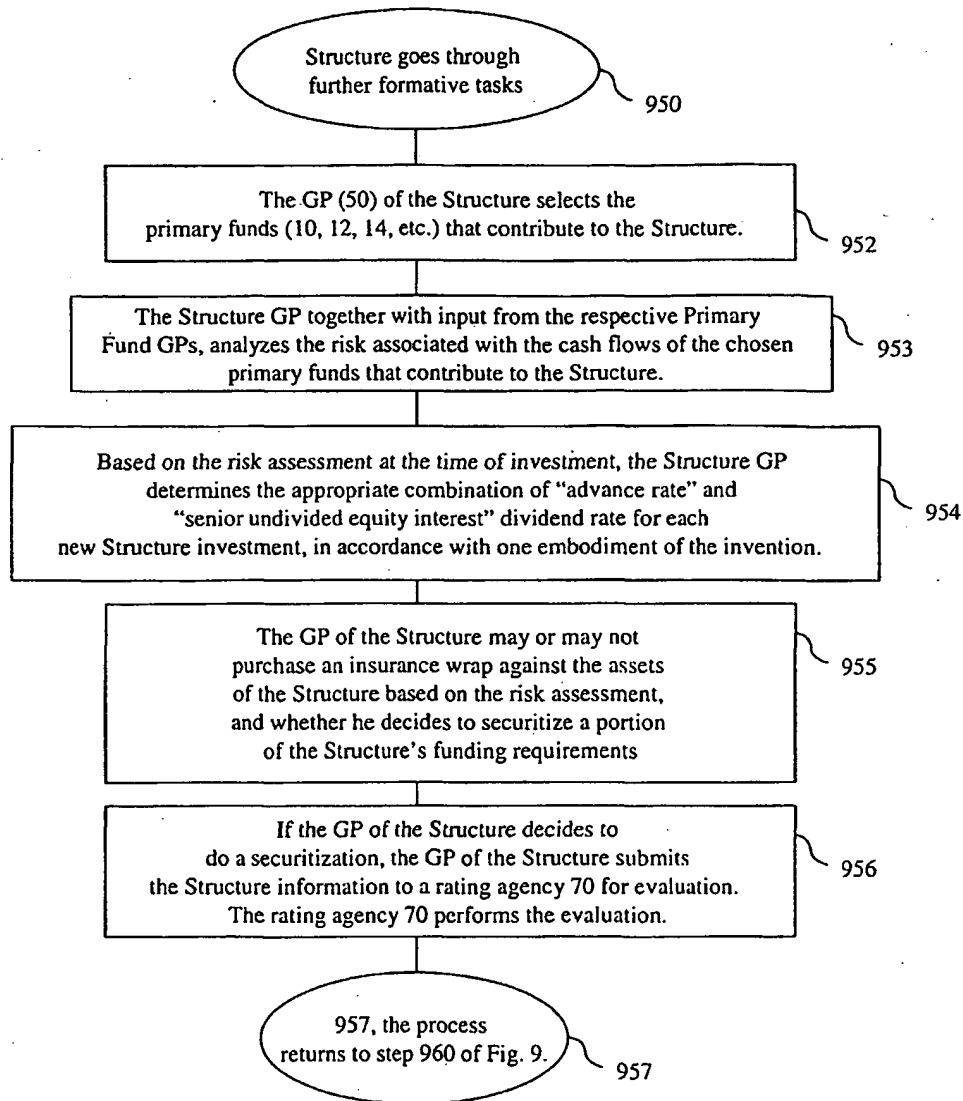 Structure goes through
further formative tasks
950
The GP (50) of the Structure selects the
primary funds (10, 12, 14, etc.) that contribute to the Structure.
952
The Structure GP together with input from the respective Primary
Fund GPs, analyzes the risk associated with the cash flows of the chosen
primary funds that contribute to the Structure.
953
Based on the risk assessment at the time of investment, the Structure GP
determines the appropriate combination of “advance rate” and
“senior undivided equity interest” dividend rate for each
new Structure investment, in accordance with one embodiment of the invention.
954
The GP of the Structure may or may not
purchase an insurance wrap against the assets
of the Structure based on the risk assessment,
and whether he decides to securitize a portion
of the Structure’s funding requirements
955
If the GP of the Structure decides to
do a securitization, the GP of the Structure submits
the Structure information to a rating agency 70 for evaluation.
The rating agency 70 performs the evaluation.
956
957, the process
returns to step 960 of Fig. 9.
957